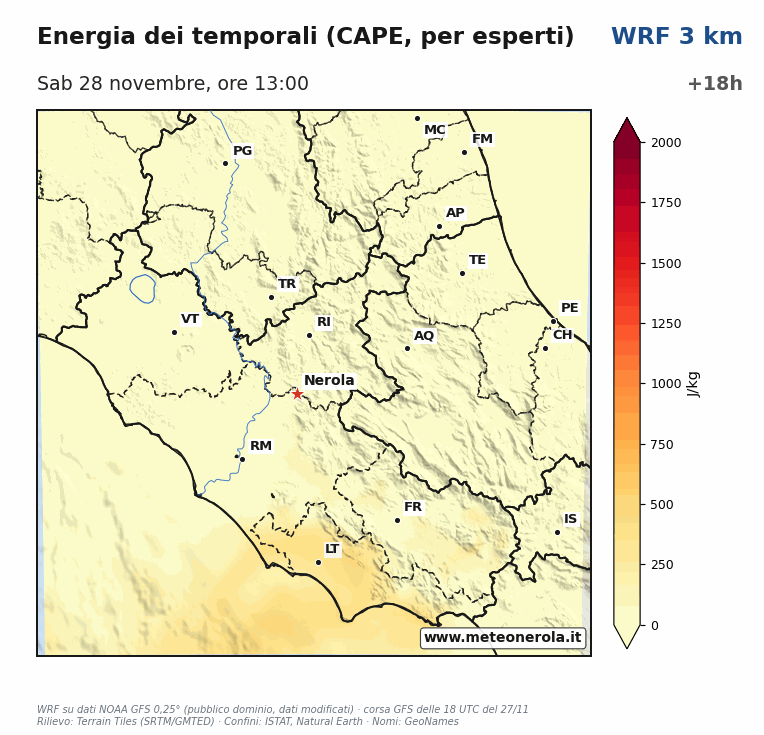 Energia dei temporali (CAPE, per esperti) WRF 3 km
Sab 28 novembre, ore 13:00 +18h
MC
FM
PG
AP
TE
TR
PE
VT
RI
AQ
CH
Nerola
RM
FR
IS
LT
www.meteonerola.it
2000
1750
1500
1250
1000
750
500
250
0
J/kg
WRF su dati NOAA GFS 0,25° (pubblico dominio, dati modificati) · corsa GFS delle 18 UTC del 27/11
Rilievo: Terrain Tiles (SRTM/GMTED) · Confini: ISTAT, Natural Earth · Nomi: GeoNames